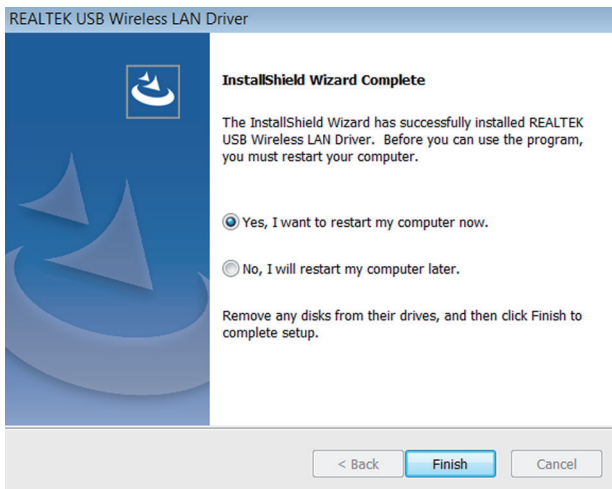 REALTEK USB Wireless LAN Driver
InstallShield Wizard Complete
The InstallShield Wizard has successfully installed REALTEK
USB Wireless LAN Driver.  Before you can use the program,
you must restart your computer.
Yes, I want to restart my computer now.
No, I will restart my computer later.
Remove any disks from their drives, and then click Finish to
complete setup.
< Back Finish Cancel